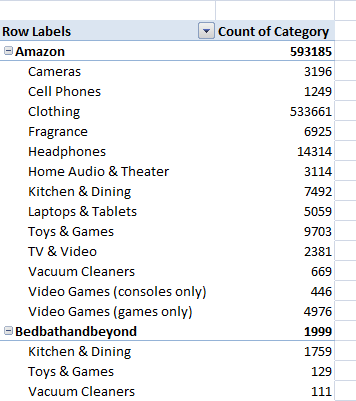 Row Labels Count of Category
Amazon 593185
Cameras 3196
Cell Phones 1249
Clothing 533661
Fragrance 6925
Headphones 14314
Home Audio & Theater 3114
Kitchen & Dining 7492
Laptops & Tablets 5059
Toys & Games 9703
TV & Video 2381
Vacuum Cleaners 669
Video Games (consoles only) 446
Video Games (games only) 4976
Bedbathandbeyond 1999
Kitchen & Dining 1759
Toys & Games 129
Vacuum Cleaners 111